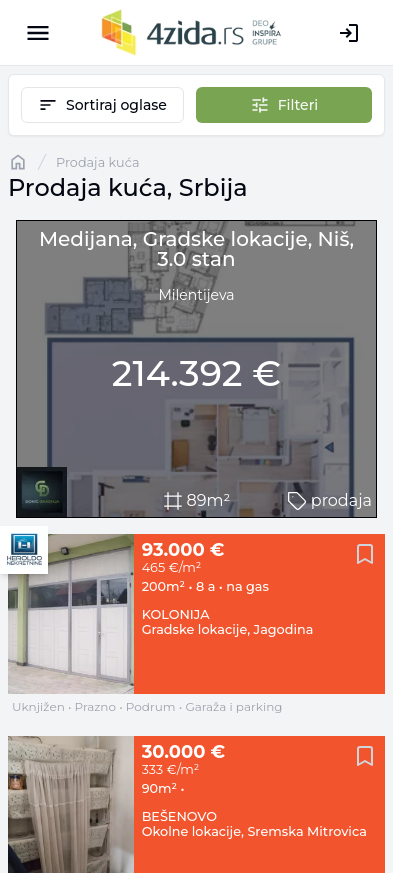 4zida.rs
DEO
INSPIRA
GRUPE
Sortiraj oglase
Filteri
/ Prodaja kuća
Prodaja kuća, Srbija
Medijana, Gradske lokacije, Niš,
3.0 stan
Milentijeva
214.392 €
89m²
prodaja
HEROLDO
NEKRETNINE
93.000 €
465 €/m²
200m² • 8 a • na gas
KOLONIJA
Gradske lokacije, Jagodina
Uknjižen • Prazno • Podrum • Garaža i parking
30.000 €
333 €/m²
90m² •
BEŠENOVO
Okolne lokacije, Sremska Mitrovica